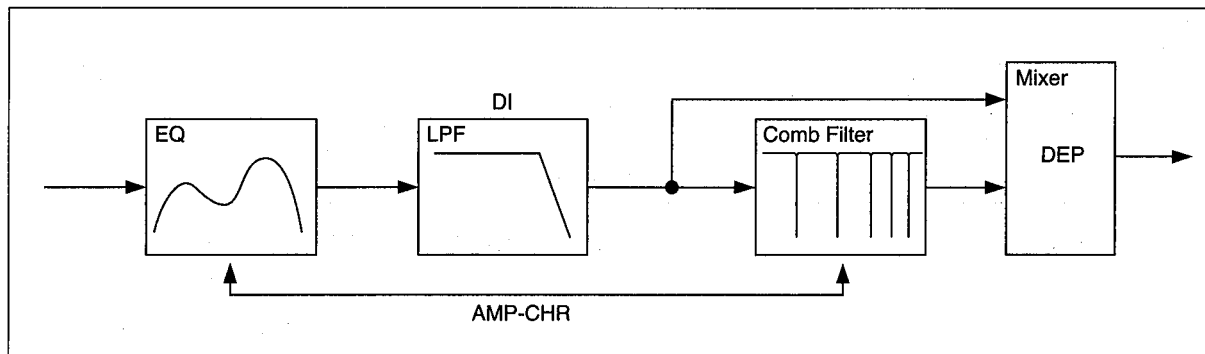 Mixer
DI
EQ
LPF
Comb Filter
DEP
AMP-CHR